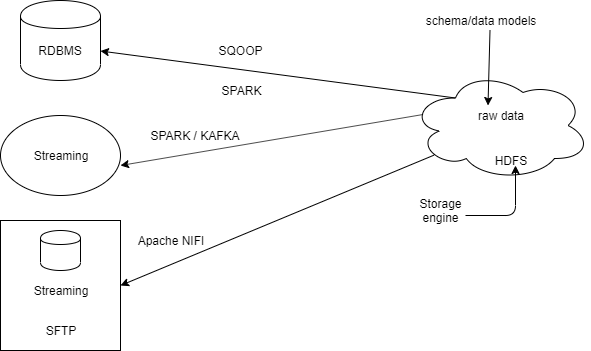 schema/data models
RDBMS
SQOOP
SPARK
raw data
SPARK / KAFKA
Streaming
HDFS
Storage
engine
Apache NIFI
Streaming
SFTP